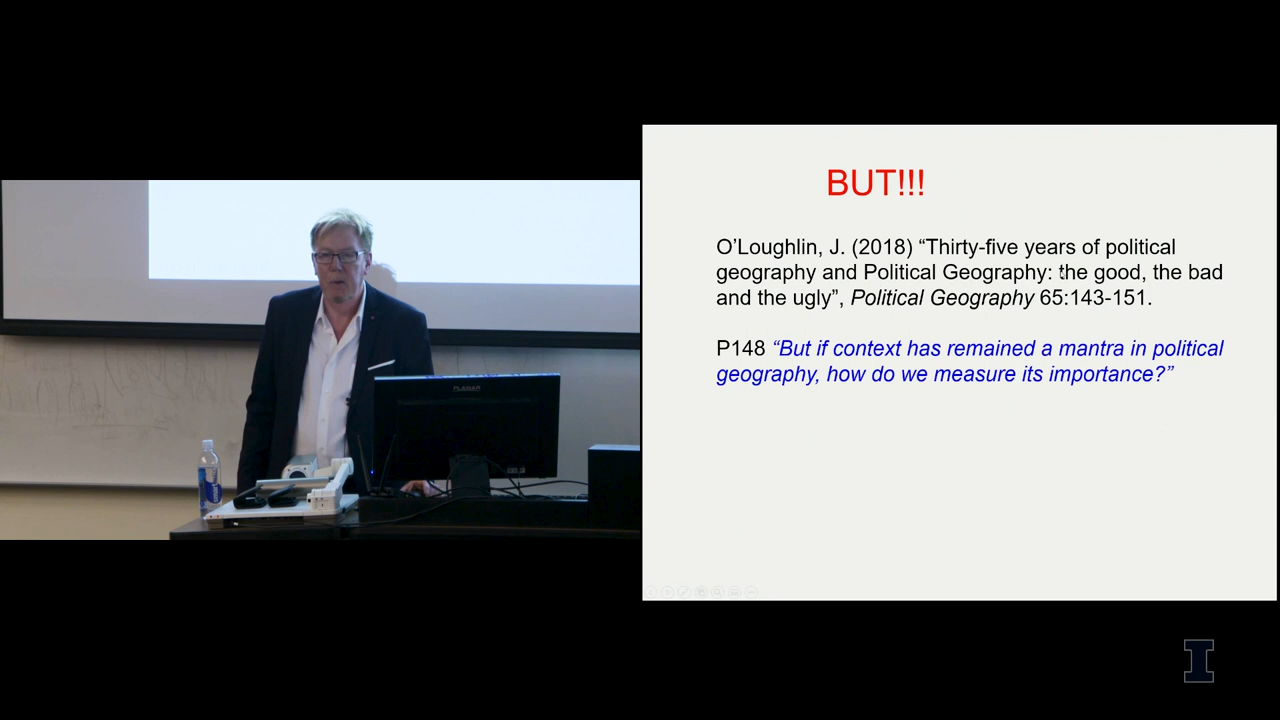 BUT!!!
O’Loughlin, J. (2018) “Thirty-five years of political
geography and Political Geography: the good, the bad
and the ugly”, Political Geography 65:143-151.
P148 “But if context has remained a mantra in political
geography, how do we measure its importance?”
PLANAR
I